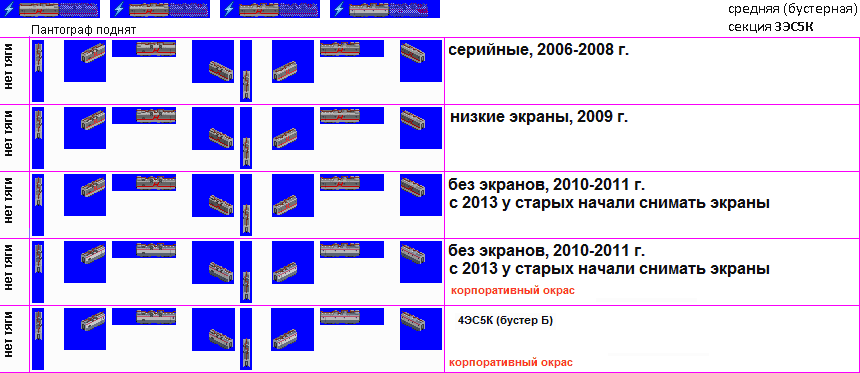 средняя (бустерная)
секция 3ЭС5К
Пантограф поднят
нет тяги
серийные, 2006-2008 г.
нет тяги
низкие экраны, 2009 г.
нет тяги
без экранов, 2010-2011 г.
с 2013 у старых начали снимать экраны
нет тяги
без экранов, 2010-2011 г.
с 2013 у старых начали снимать экраны
корпоративный окрас
нет тяги
4ЭС5К (бустер Б)
корпоративный окрас